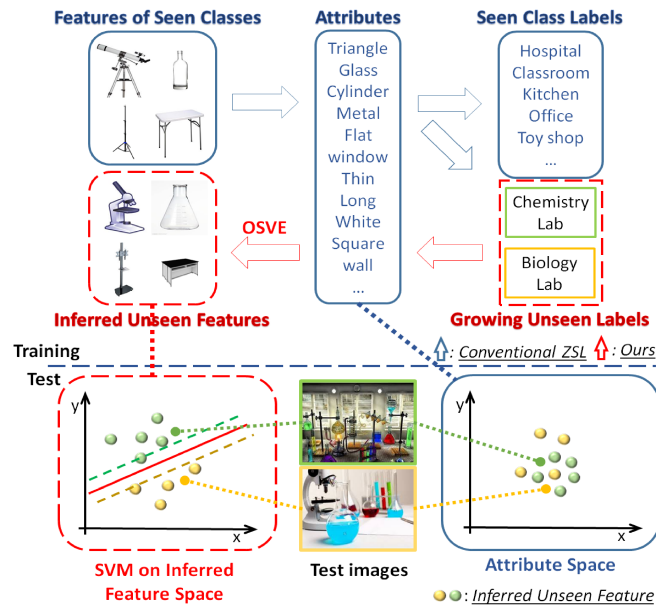 Features of Seen Classes
Attributes
Seen Class Labels
Triangle
Glass
Cylinder
Metal
Flat
window
Thin
Long
White
Square
wall
...
Hospital
Classroom
Kitchen
Office
Toy shop
...
OSVE
Chemistry
Lab
Biology
Lab
Inferred Unseen Features
Growing Unseen Labels
Training
: Conventional ZSL
: Ours
Test
y
x
y
x
SVM on Inferred
Feature Space
Test images
Attribute Space
: Inferred Unseen Feature